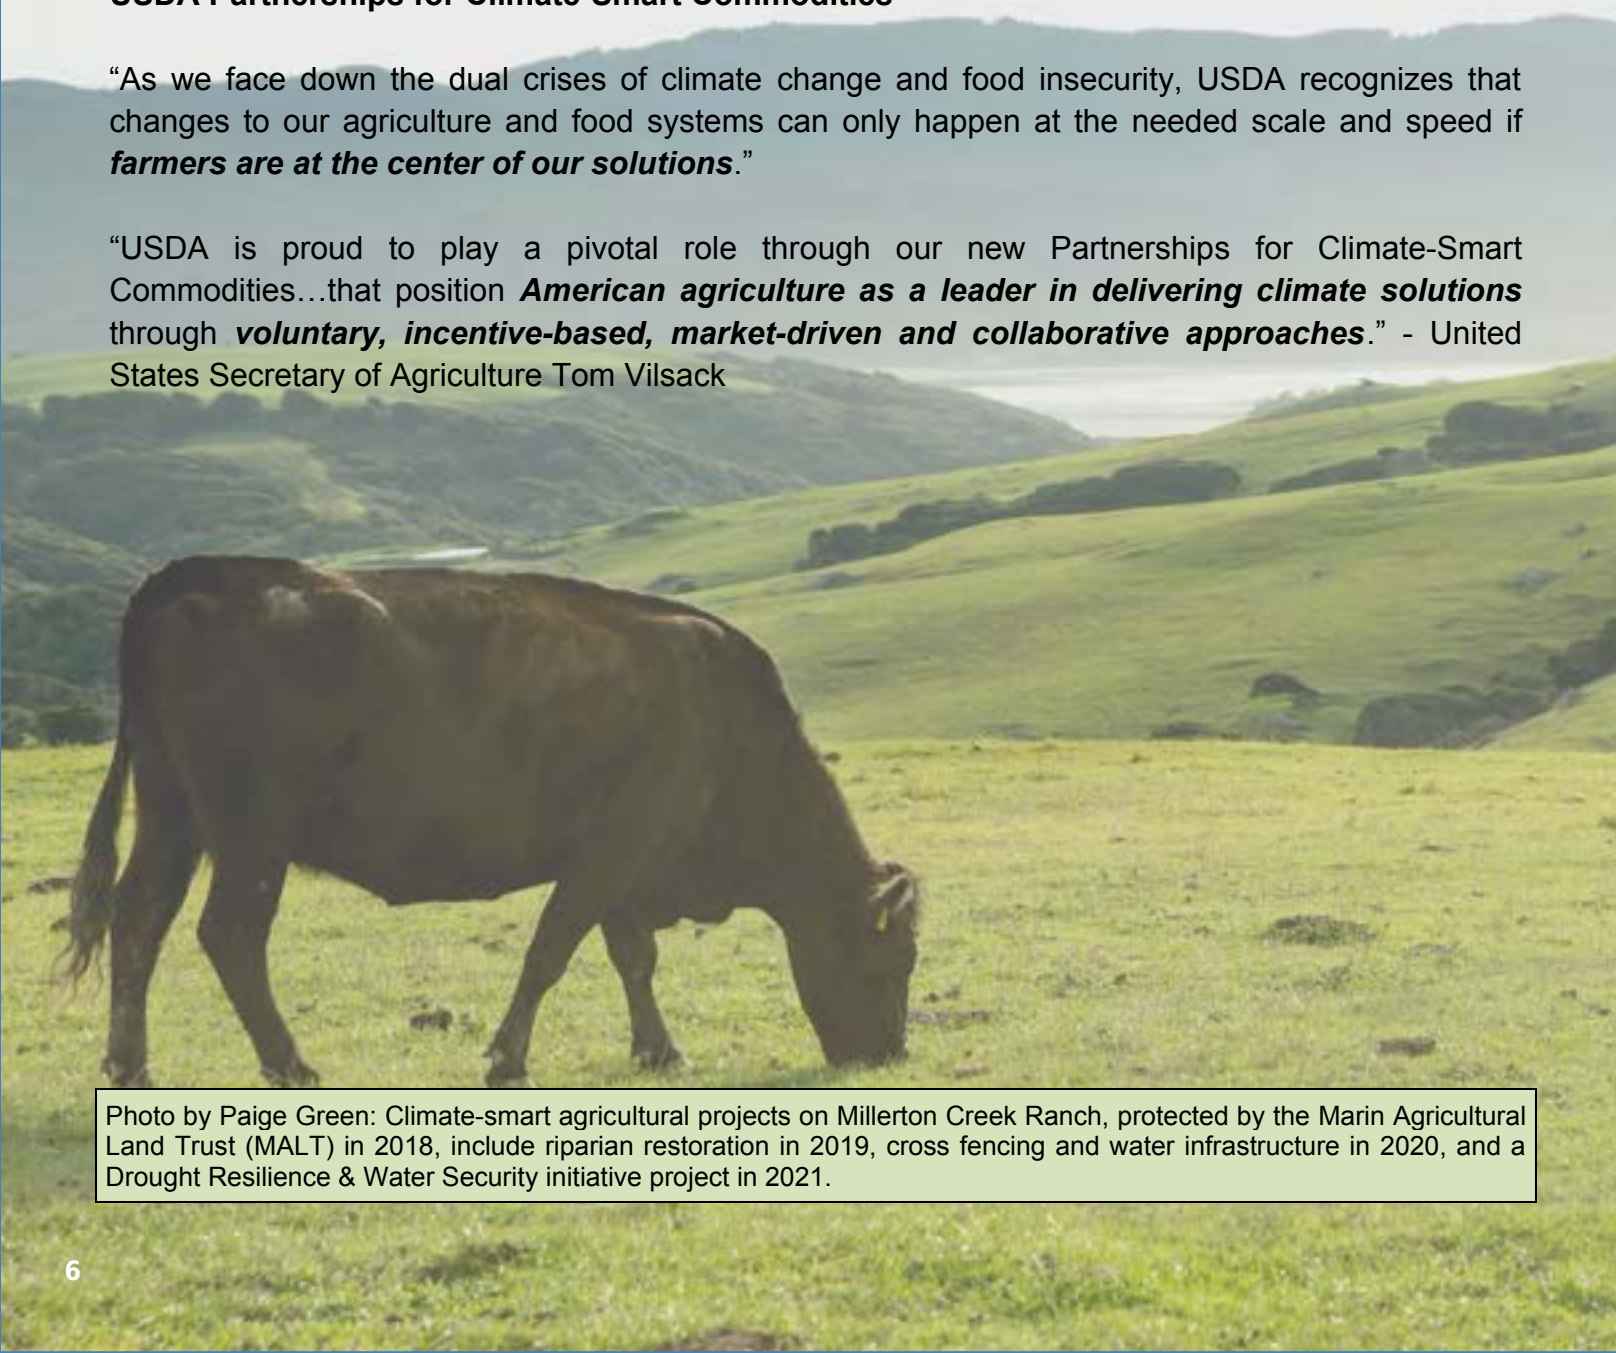 USDA Partnerships for Climate-Smart Commodities
“As we face down the dual crises of climate change and food insecurity, USDA recognizes that
changes to our agriculture and food systems can only happen at the needed scale and speed if
farmers are at the center of our solutions.”
“USDA is proud to play a pivotal role through our new Partnerships for Climate-Smart
Commodities…that position American agriculture as a leader in delivering climate solutions
through voluntary, incentive-based, market-driven and collaborative approaches.” - United
States Secretary of Agriculture Tom Vilsack
Photo by Paige Green: Climate-smart agricultural projects on Millerton Creek Ranch, protected by the Marin Agricultural
Land Trust (MALT) in 2018, include riparian restoration in 2019, cross fencing and water infrastructure in 2020, and a
Drought Resilience & Water Security initiative project in 2021.
6